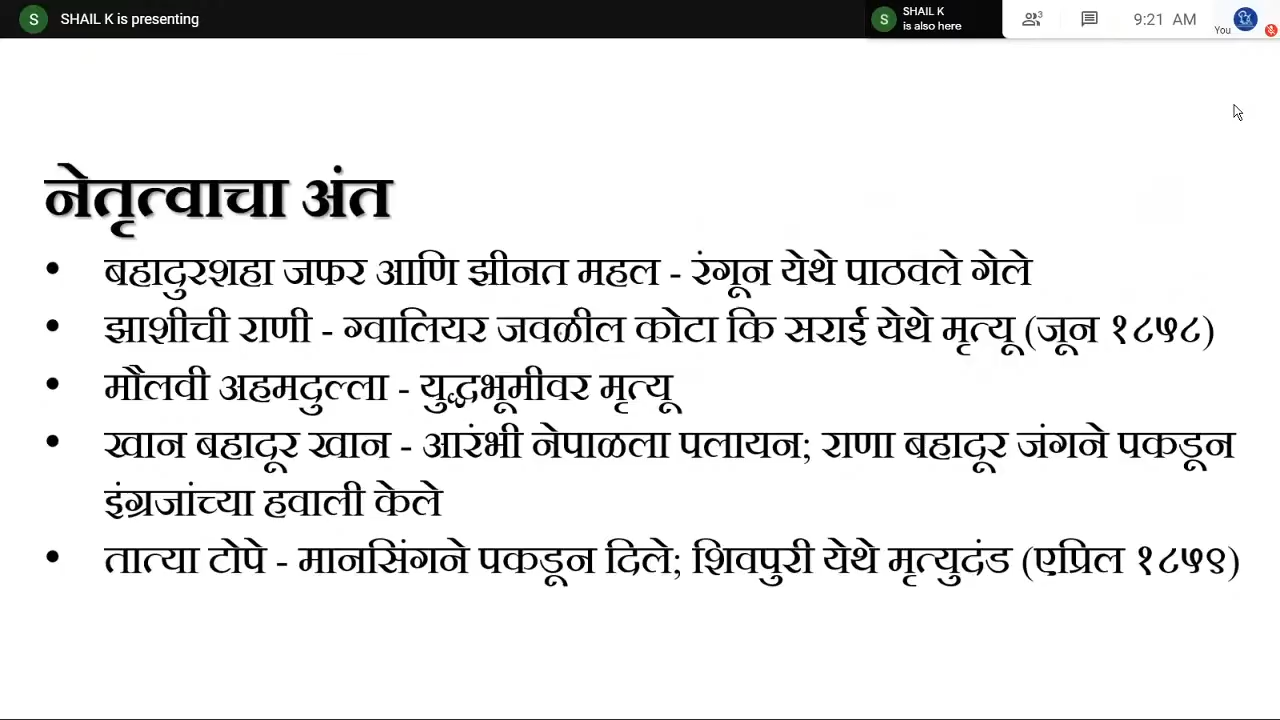 S SHAIL K is presenting
S SHAIL K is also here
3
9:21 AM
You
नेतृत्वाचा अंत
• बहादुरशहा जफर आणि झीनत महल - रंगून येथे पाठवले गेले
• झाशीची राणी - ग्वालियर जवळील कोटा कि सराई येथे मृत्यू (जून १८५८)
• मौलवी अहमदुल्ला - युद्धभूमीवर मृत्यू
• खान बहादूर खान - आरंभी नेपाळला पलायन; राणा बहादूर जंगने पकडून
इंग्रजांच्या हवाली केले
• तात्या टोपे - मानसिंगने पकडून दिले; शिवपुरी येथे मृत्युदंड (एप्रिल १८५९)